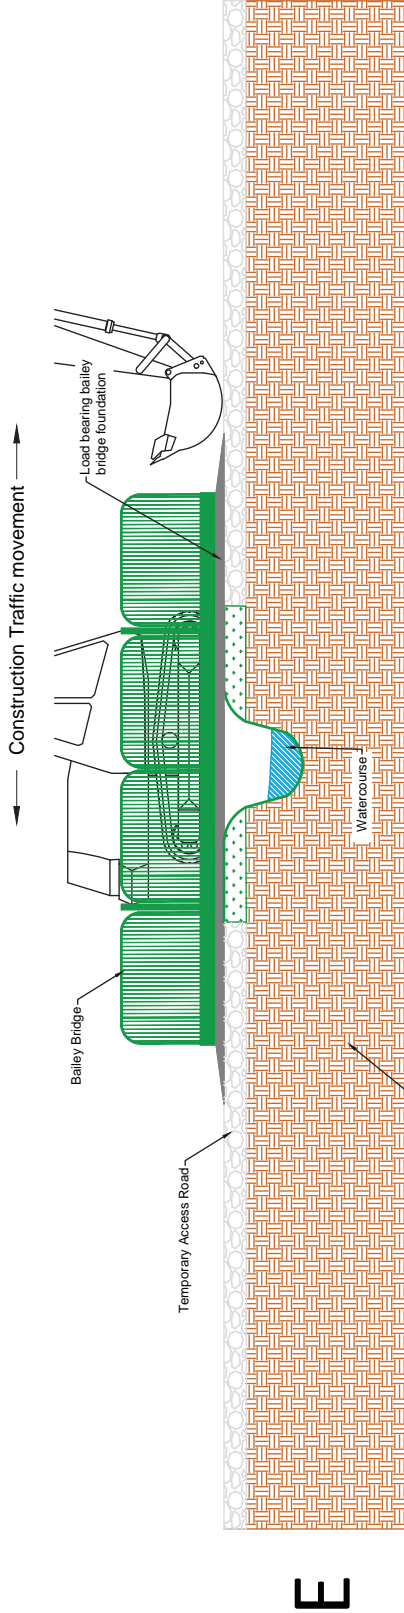 Construction Traffic movement
Load bearing bailey
bridge foundation
Bailey Bridge
Watercourse
Temporary Access Road
E